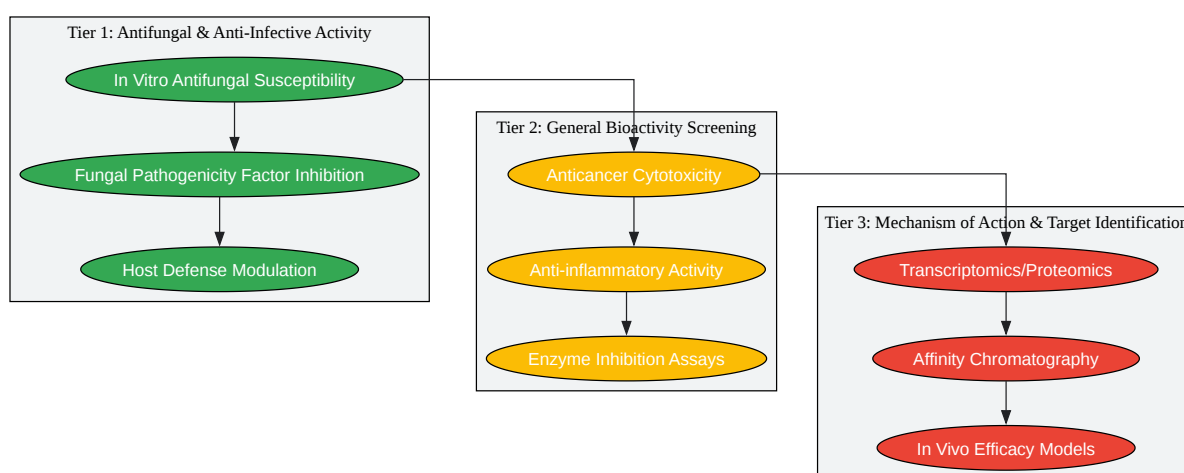 Tier 1: Antifungal & Anti-Infective Activity
In Vitro Antifungal Susceptibility
Fungal Pathogenicity Factor Inhibition
Host Defense Modulation
Tier 2: General Bioactivity Screening
Anticancer Cytotoxicity
Anti-inflammatory Activity
Enzyme Inhibition Assays
Tier 3: Mechanism of Action & Target Identification
Transcriptomics/Proteomics
Affinity Chromatography
In Vivo Efficacy Models